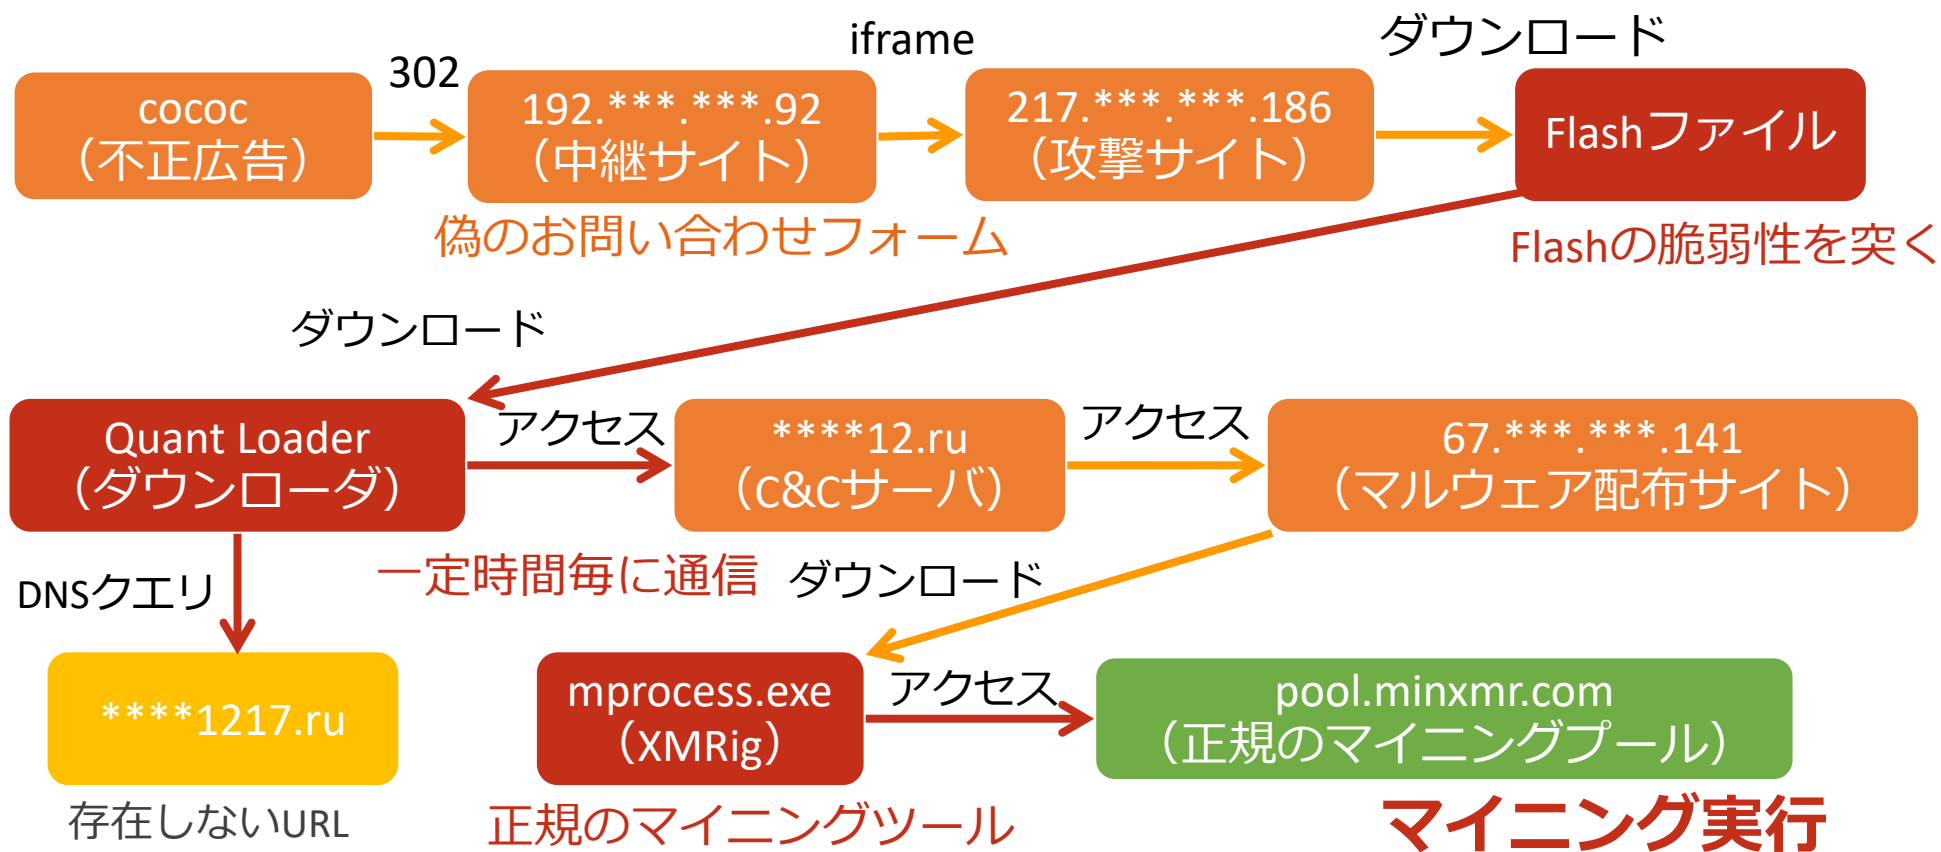 302
iframe
ダウンロード
cococ
（不正広告）
192.***.***.92
（中継サイト）
217.***.***.186
（攻撃サイト）
Flashファイル
偽のお問い合わせフォーム
Flashの脆弱性を突く
ダウンロード
Quant Loader
（ダウンローダ）
アクセス
****12.ru
（C&Cサーバ）
アクセス
67.***.***.141
（マルウェア配布サイト）
DNSクエリ
一定時間毎に通信
ダウンロード
****1217.ru
mprocess.exe
（XMRig）
アクセス
pool.minxmr.com
（正規のマイニングプール）
存在しないURL
正規のマイニングツール
マイニング実行